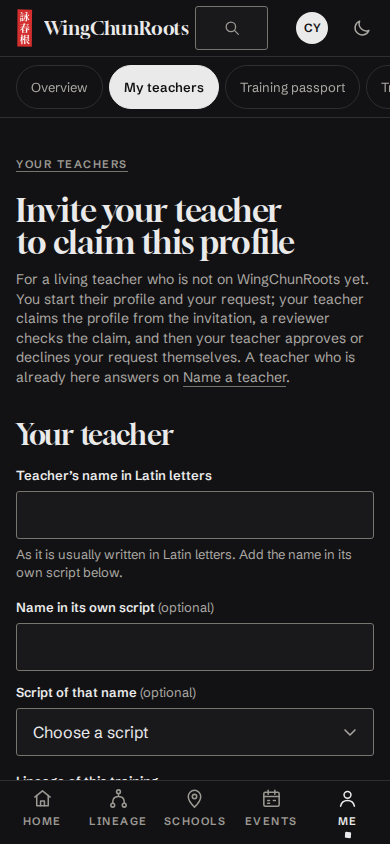 詠春根
WingChunRoots
CY
Overview
My teachers
Training passport
YOUR TEACHERS
Invite your teacher
to claim this profile
For a living teacher who is not on WingChunRoots yet.
You start their profile and your request; your teacher
claims the profile from the invitation, a reviewer
checks the claim, and then your teacher approves or
declines your request themselves. A teacher who is
already here answers on Name a teacher.
Your teacher
Teacher’s name in Latin letters
As it is usually written in Latin letters. Add the name in its
own script below.
Name in its own script (optional)
Script of that name (optional)
Choose a script
Lineage of this training
HOME
LINEAGE
SCHOOLS
EVENTS
ME